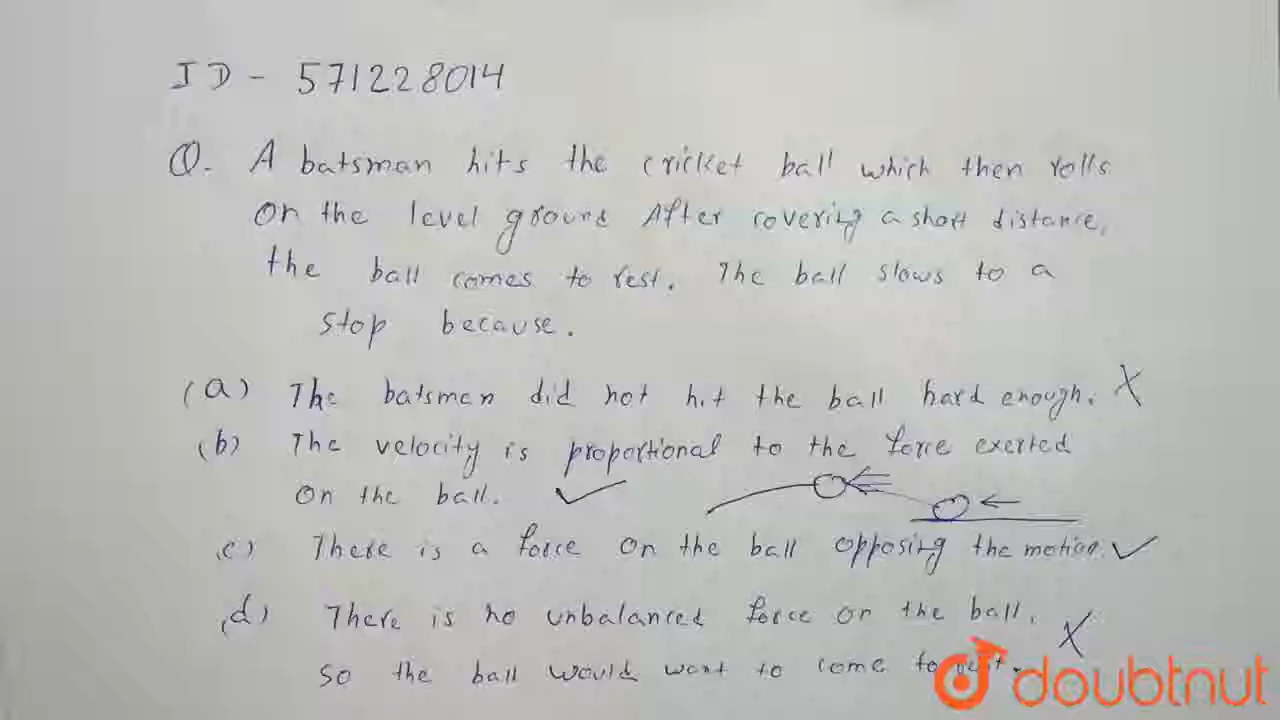 ID - 571228014
Q. A batsman hits the cricket ball which then rolls
on the level ground After covering a short distance,
the ball comes to rest. The ball slows to a
stop because.
(a) The batsman did not hit the ball hard enough. X
(b) The velocity is proportional to the force exerted
on the ball. ✓
(c) There is a force on the ball opposing the motion. ✓
(d) There is no unbalanced force on the ball,
so the ball would want to come to rest. X
doubtnut